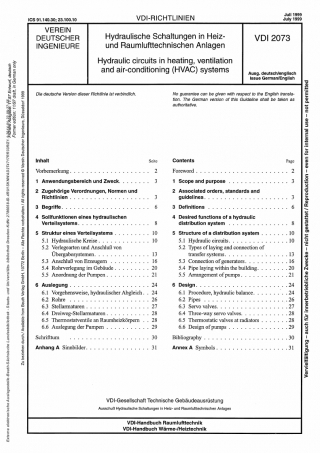 ICS 91.140.30; 23.100.10
VDI-RICHTLINIEN
Juli 1999
July 1999
VEREIN
DEUTSCHER
INGENIEURE
Hydraulische Schaltungen in Heiz-
und Raumlufttechnischen Anlagen
Hydraulic circuits in heating, ventilation
and air-conditioning (HVAC) systems
VDI 2073
Ausg. deutsch/englisch
Issue German/English
Die deutsche Version dieser Richtlinie ist verbindlich.
No guarantee can be given with respect to the English transla-
tion. The German version of this Guideline shall be taken as
authoritative.
Inhalt Seite
Vorbemerkung 2
1 Anwendungsbereich und Zweck 3
2 Zugehörige Verordnungen, Normen und
Richtlinien 3
3 Begriffe 6
4 Sollfunktionen eines hydraulischen
Verteilsystems 8
5 Struktur eines Verteilsystems 10
5.1 Hydraulische Kreise 10
5.2 Verlegearten und Anschluß von
Übergabesystemen 13
5.3 Anschluß von Erzeugern 16
5.4 Rohrverlegung im Gebäude 20
5.5 Anordnung der Pumpen 21
6 Auslegung 24
6.1 Vorgehensweise, hydraulischer Abgleich 24
6.2 Rohre 26
6.3 Stellarmaturen 27
6.4 Dreiweg-Stellarmaturen 28
6.5 Thermostatventile an Raumheizkörpern 28
6.6 Auslegung der Pumpen 29
Schrifttum 30
Anhang A Sinnbilder 31
Contents Page
Foreword 2
1 Scope and purpose 3
2 Associated orders, standards and
guidelines 3
3 Definitions 6
4 Desired functions of a hydraulic
distribution system 8
5 Structure of a distribution system 10
5.1 Hydraulic circuits 10
5.2 Types of laying and connection of
transfer systems 13
5.3 Connection of generators 16
5.4 Pipe laying within the building 20
5.5 Arrangement of pumps 21
6 Design 24
6.1 Procedure, hydraulic balance 24
6.2 Pipes 26
6.3 Servo valves 27
6.4 Three-way servo valves 28
6.5 Thermostatic valves at radiators 28
6.6 Design of pumps 29
Bibliography 30
Annex A Symbols 31
VDI-Gesellschaft Technische Gebäudeausrüstung
Ausschuß Hydraulische Schaltungen in Heiz- und Raumlufttechnischen Anlagen
VDI-Handbuch Raumlufttechnik
VDI-Handbuch Wärme-/Heiztechnik
Vervielfältigung – auch für innerbetriebliche Zwecke – nicht gestattet / Reproduction – even for internal use – not permitted